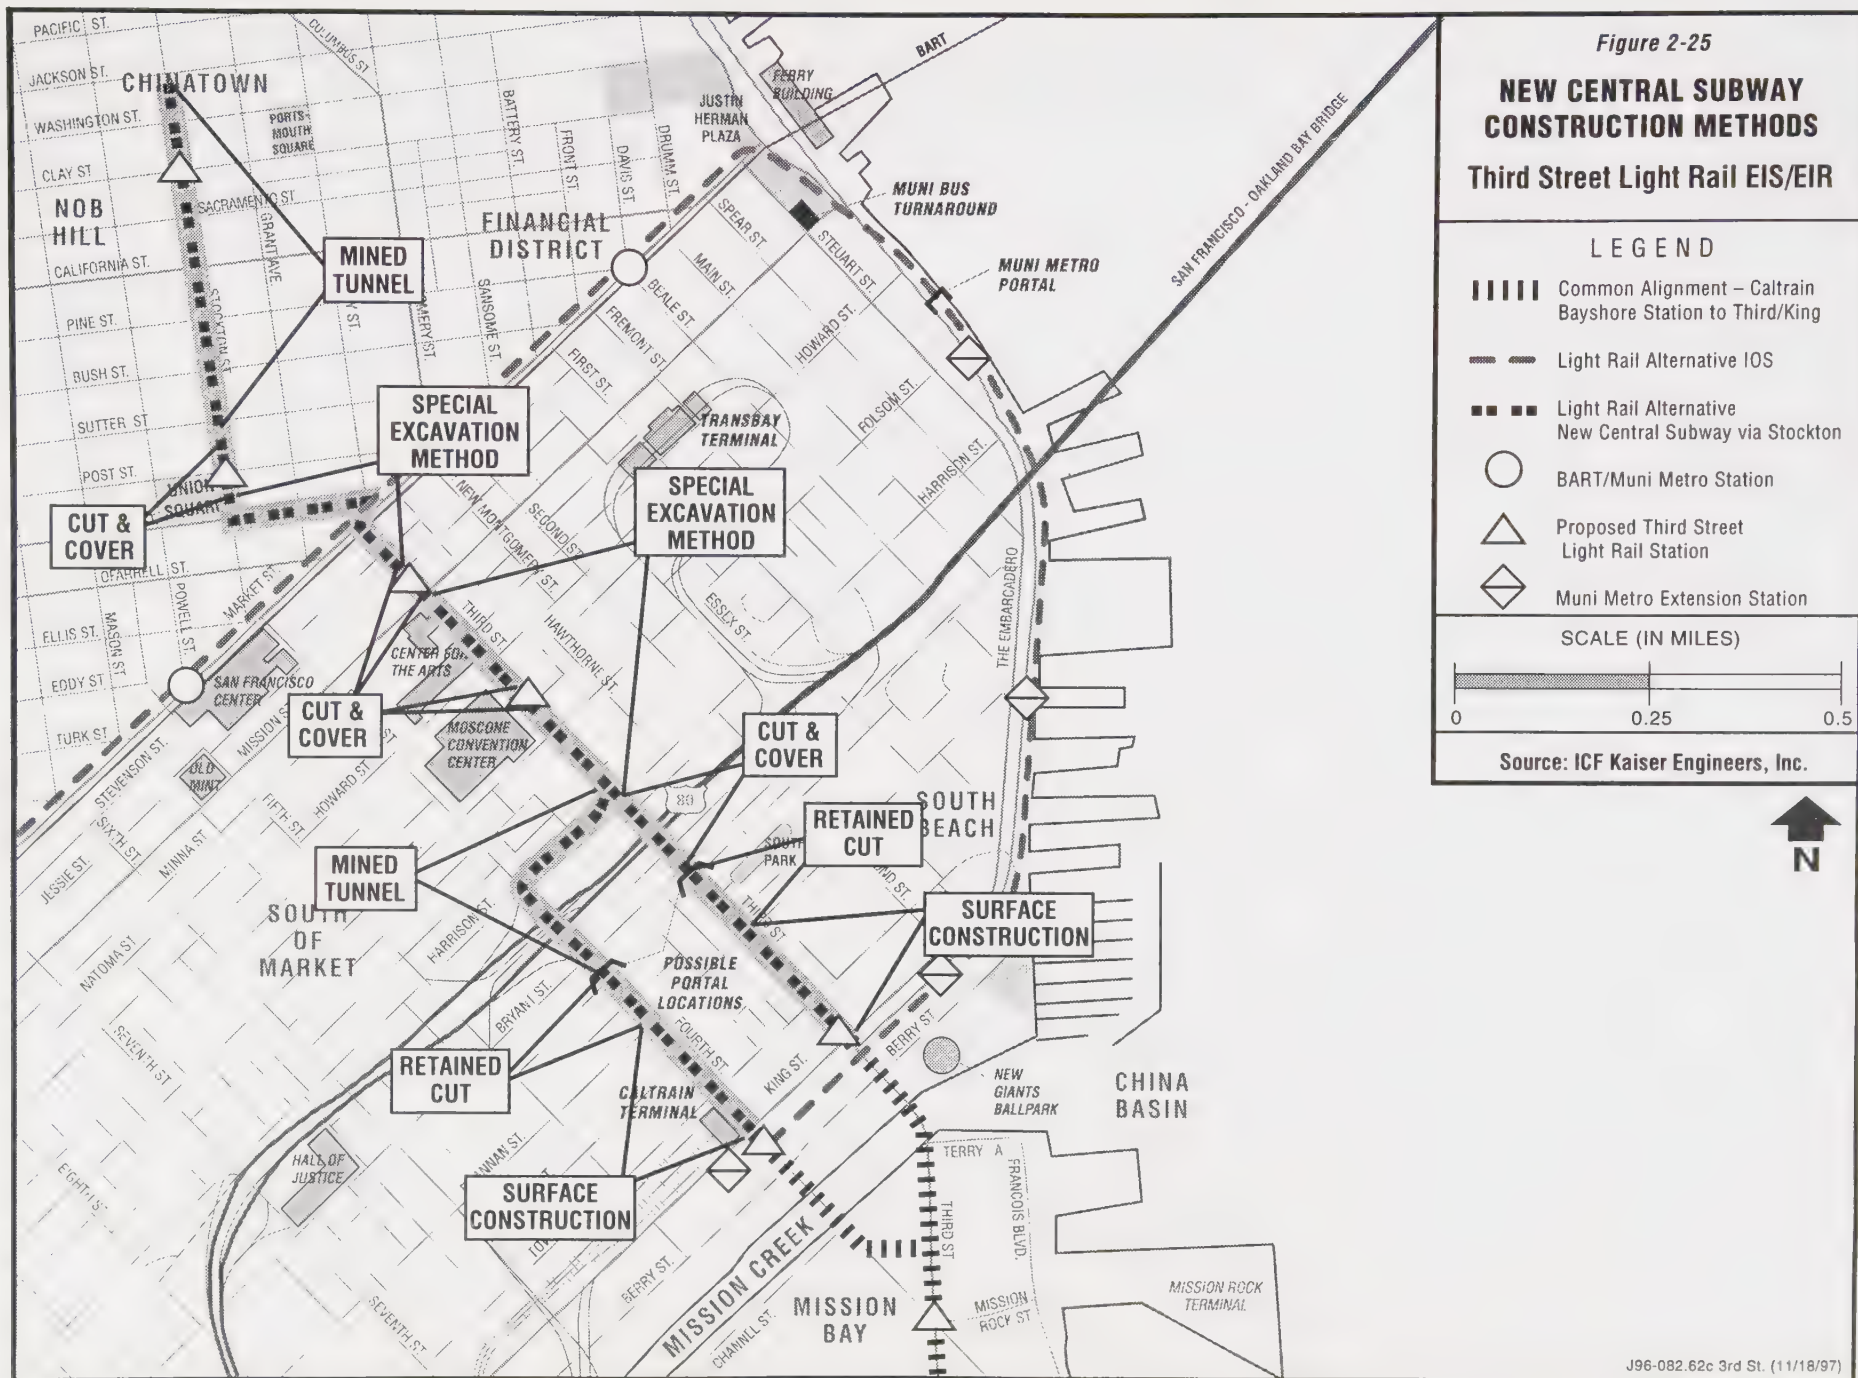 Figure 2-25
NEW CENTRAL SUBWAY
CONSTRUCTION METHODS
Third Street Light Rail EIS/EIR
LEGEND
Common Alignment – Caltrain
Bayshore Station to Third/King
Light Rail Alternative IOS
Light Rail Alternative
New Central Subway via Stockton
BART/Muni Metro Station
Proposed Third Street
Light Rail Station
Muni Metro Extension Station
SCALE (IN MILES)
0 0.25 0.5
Source: ICF Kaiser Engineers, Inc.
N
PACIFIC ST.
JACKSON ST.
CHINATOWN
COLUMBUS ST.
WASHINGTON ST.
PORTS-
MOUTH
SQUARE
CLAY ST
SACRAMENTO ST.
NOB
HILL
CALIFORNIA ST.
GRANT AVE
STOCKTON ST
PINE ST.
BUSH ST.
SUTTER ST
POST ST.
UNION
SQUARE
BATTERY ST.
FRONT ST.
DAVIS ST.
DRUMM ST.
SANSOME ST.
FINANCIAL
DISTRICT
JUSTIN
HERMAN
PLAZA
FERRY
BUILDING
BART
MUNI BUS
TURNAROUND
MUNI METRO
PORTAL
SAN FRANCISCO - OAKLAND BAY BRIDGE
SPEAR ST.
STEUART ST.
MAIN ST.
BEALE ST.
FREMONT ST.
FIRST ST.
HOWARD ST.
FOLSOM ST.
HARRISON ST.
TRANSBAY
TERMINAL
MINED
TUNNEL
SPECIAL
EXCAVATION
METHOD
SPECIAL
EXCAVATION
METHOD
CUT &
COVER
NEW MONTGOMERY ST.
SECOND ST.
OFARRELL ST.
MARKET ST.
POWELL ST.
MASON ST.
ELLIS ST.
EDDY ST
TURK ST.
THIRD ST.
HAWTHORNE ST.
ESSEX ST.
THE EMBARCADERO
CENTER FOR
THE ARTS
SAN FRANCISCO
CENTER
MISSION S
CUT &
COVER
MOSCONE
CONVENTION
CENTER
OLD
MINT
STEVENSON ST.
JESSIE ST.
SIXTH ST.
MINNA ST.
FIFTH ST.
HOWARD ST.
CUT &
COVER
80
SOUTH
BEACH
RETAINED
CUT
SOUTH
PARK
OND ST.
MINED
TUNNEL
SOUTH
OF
MARKET
HARRISON ST.
NATOMA ST
BRYANT ST.
SEVENTH ST
THIRD ST.
SURFACE
CONSTRUCTION
POSSIBLE
PORTAL
LOCATIONS
FOURTH ST.
KING ST.
BERRY ST
RETAINED
CUT
CALTRAIN
TERMINAL
NEW
GIANTS
BALLPARK
CHINA
BASIN
HALL OF
JUSTICE
EIGHTH ST
ANNAN ST.
SURFACE
CONSTRUCTION
TERRY A
FRANCOIS BLVD.
THIRD ST
MISSION CREEK
BERRY ST.
CHANNEL ST.
SEVENTH ST.
MISSION
BAY
MISSION
ROCK ST
MISSION ROCK
TERMINAL
J96-082.62c 3rd St. (11/18/97)